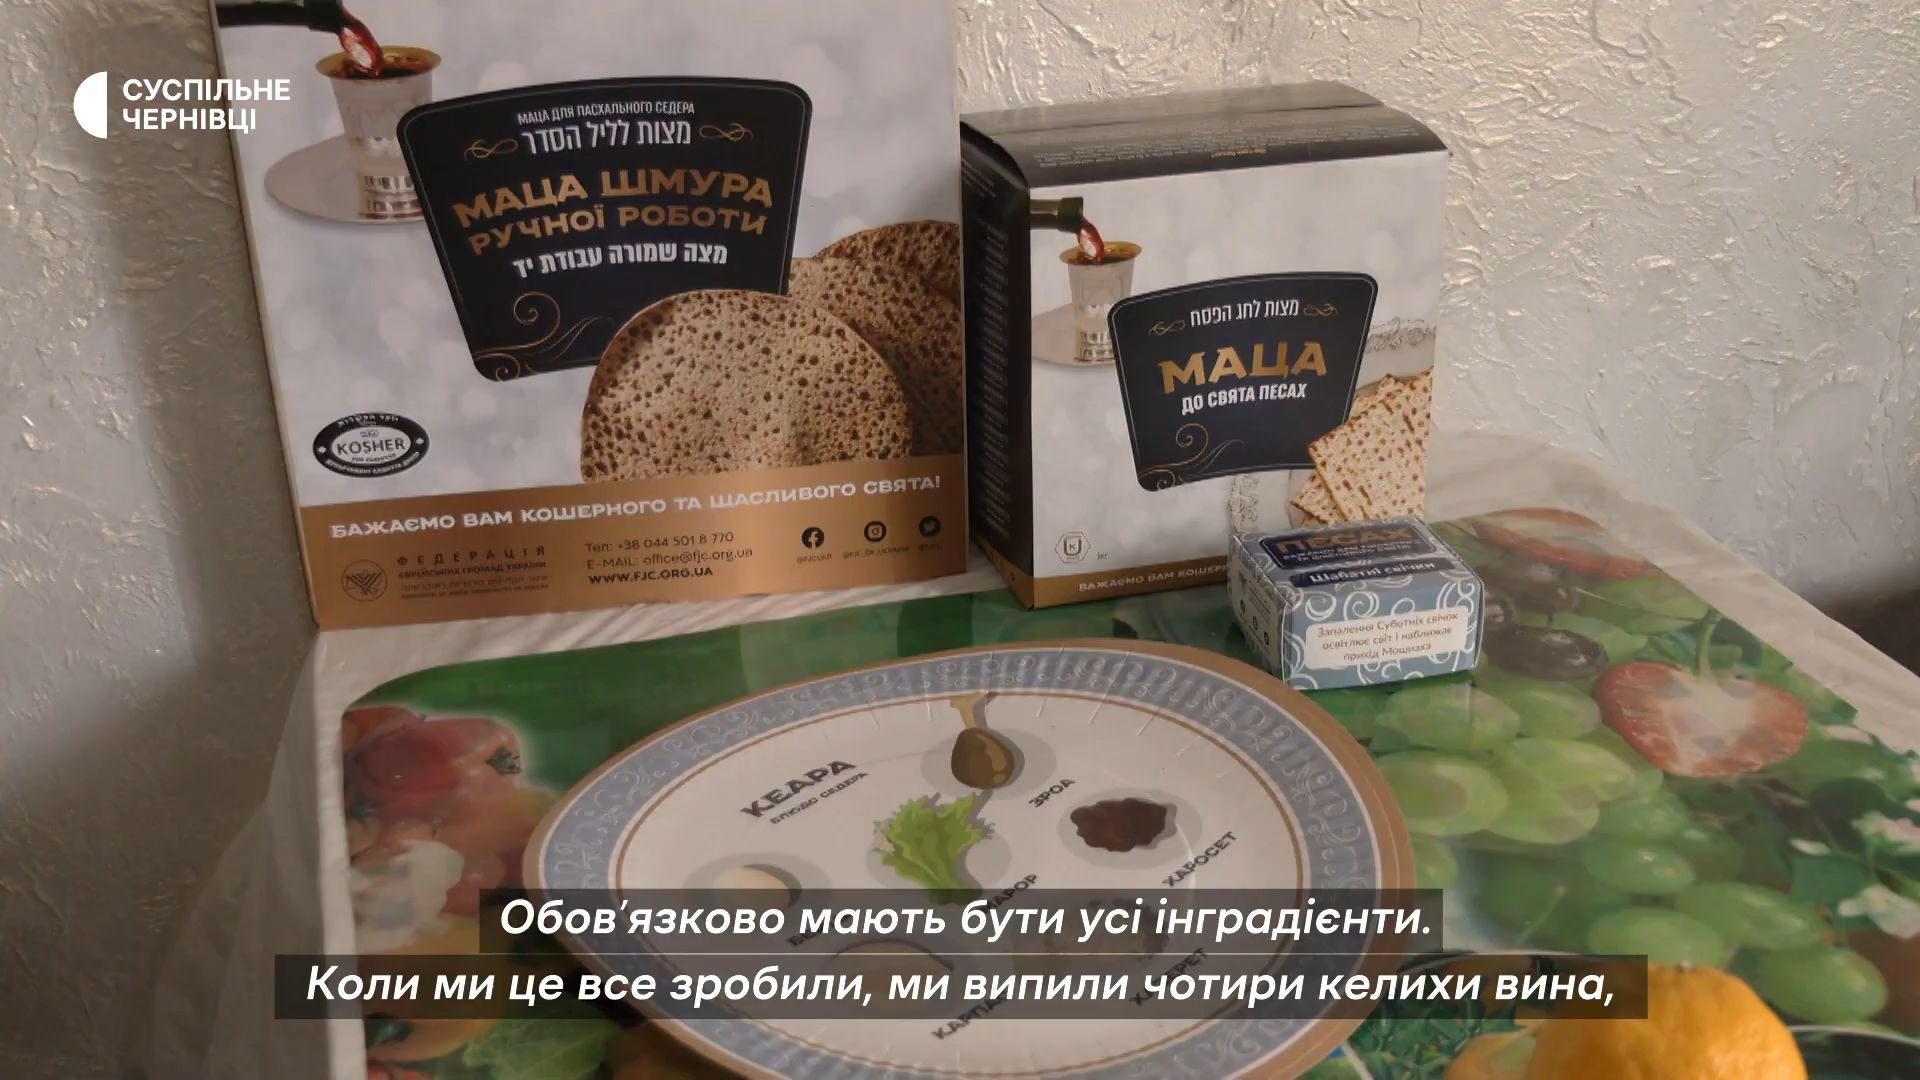 СУСПІЛЬНЕ
ЧЕРНІВЦІ
МАЦА ДЛЯ ПАСХАЛЬНОГО СЕДЕРА
מצות לליל הסדר
МАЦА ШМУРА
РУЧНОЇ РОБОТИ
מצה שמורה עבודת יד
KOSHER
БАЖАЄМО ВАМ КОШЕРНОГО ТА ЩАСЛИВОГО СВЯТА!
ФЕДЕРАЦІЯ
ЄВРЕЙСЬКИХ ГРОМАД УКРАЇНИ
Тел: +38 044 501 8 770
E-MAIL: office@fjc.org.ua
WWW.FJC.ORG.UA
מצות לחג הפסח
МАЦА
ДО СВЯТА ПЕСАХ
БАЖАЄМО ВАМ КОШЕРН
ПЕСАХ
Шабатні свічки
Запалення Суботніх свічок
освітлює світ і наближає
прихід Мошиаха
КЕАРА
БЛЮДО СЕДЕРА
ЗРОА
ХАРОСЕТ
Обов'язково мають бути усі інградієнти.
Коли ми це все зробили, ми випили чотири келихи вина,